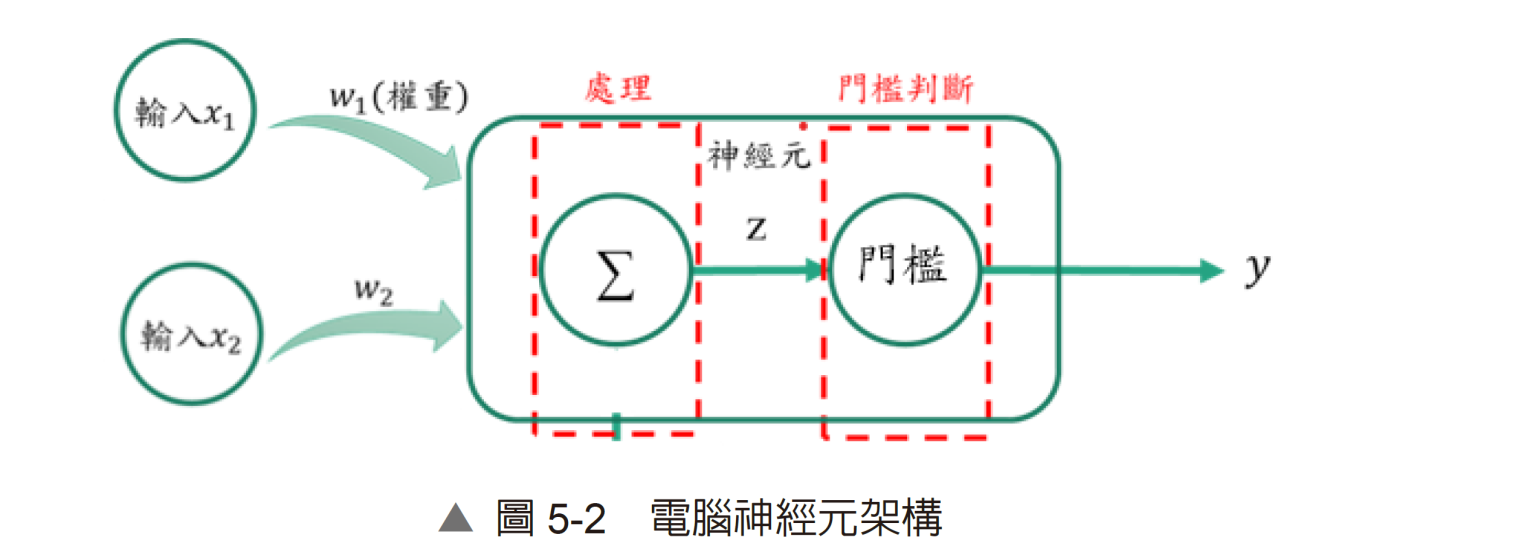 輸入x₁
w₁(權重)
處理
門檻判斷
神經元
z
∑
門檻
y
w₂
輸入x₂
▲ 圖 5-2 電腦神經元架構